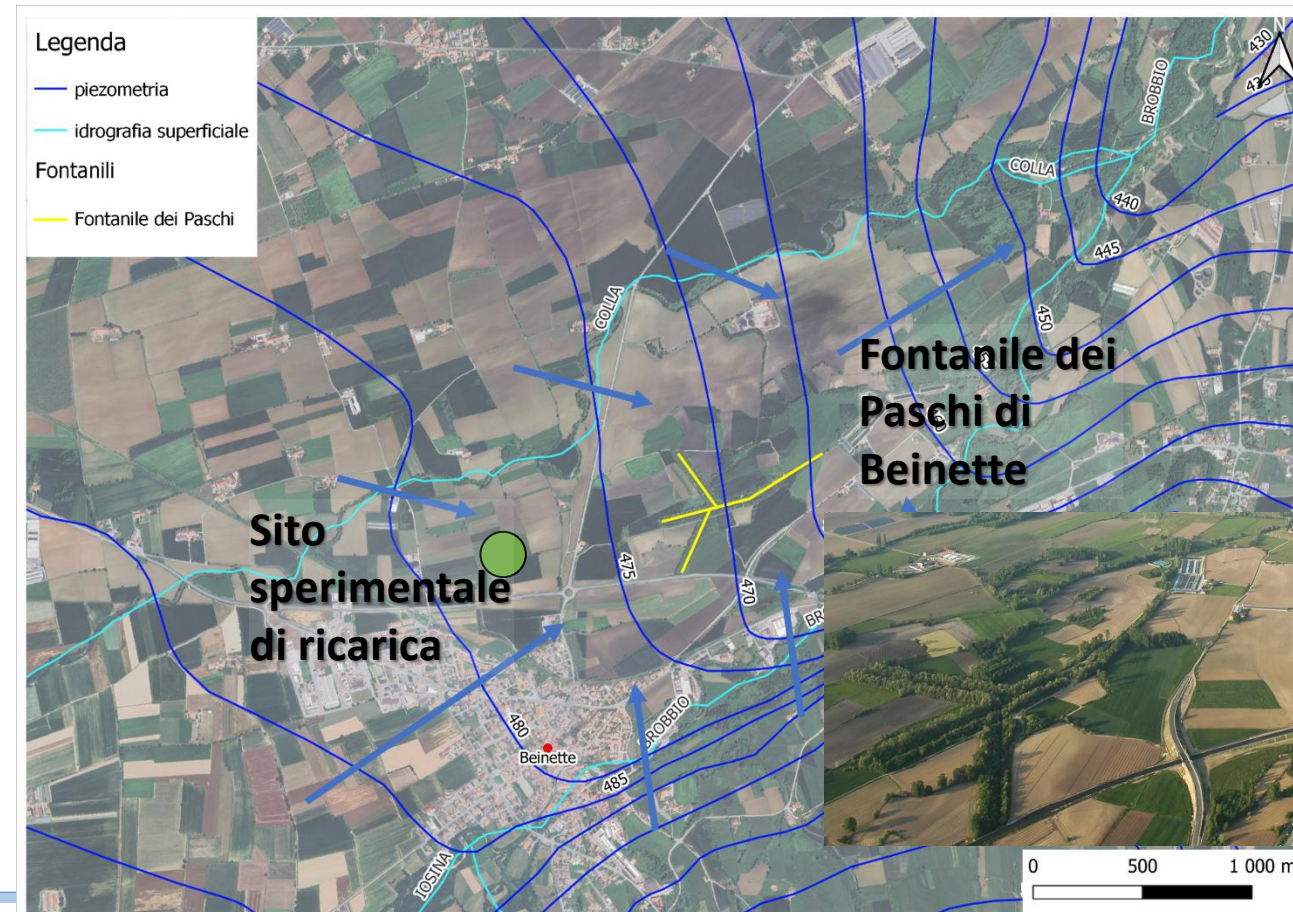 Legenda
piezometria
idrografia superficiale
Fontanili
Fontanile dei Paschi
N
430
BROBBIO
COLLA
440
445
COLLA
450
Fontanile dei
Paschi di
Beinette
Sito
sperimentale
di ricarica
475
470
480
BROBBIO
Beinette
485
IOSINA
0 500 1 000 m